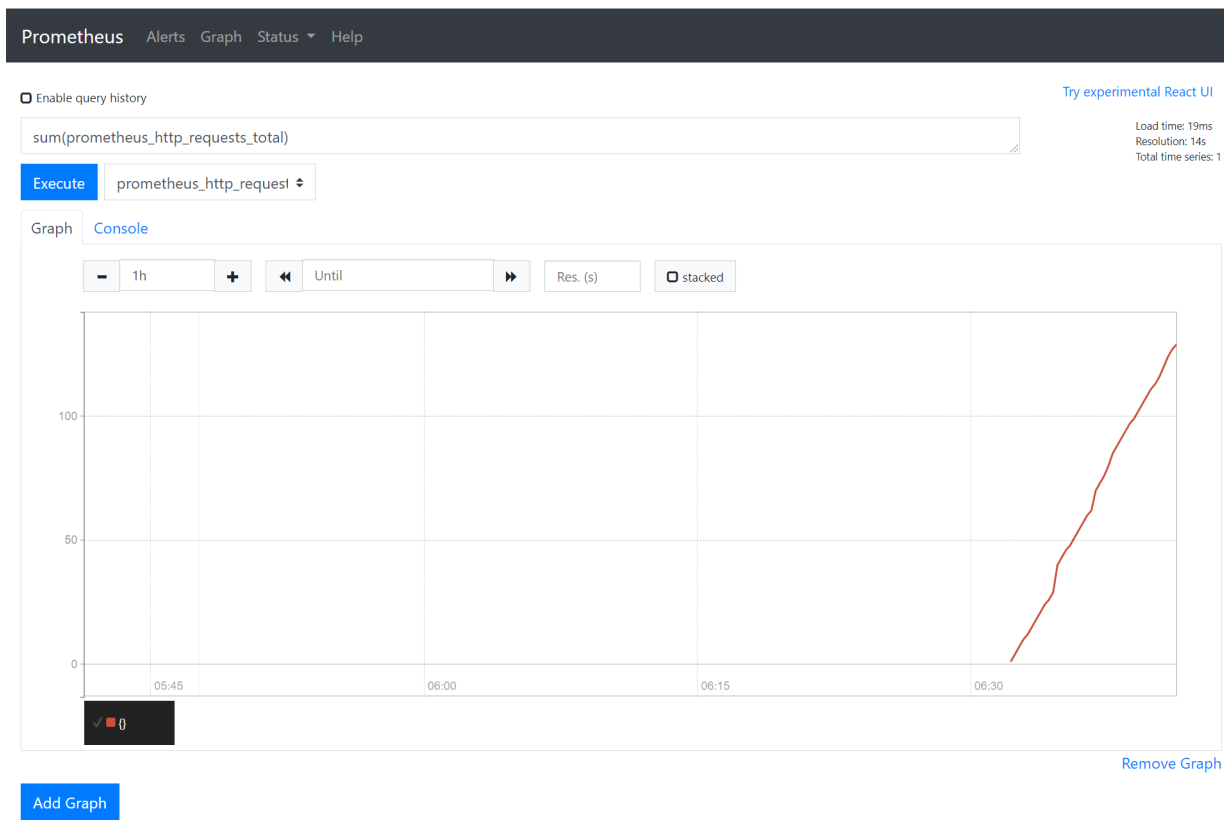 Prometheus Alerts Graph Status Help
Enable query history
Try experimental React UI
sum(prometheus_http_requests_total)
Load time: 19ms
Resolution: 14s
Total time series: 1
Execute prometheus_http_request
Graph Console
1h Until Res. (s) stacked
100
50
0
05:45 06:00 06:15 06:30
{}
Remove Graph
Add Graph